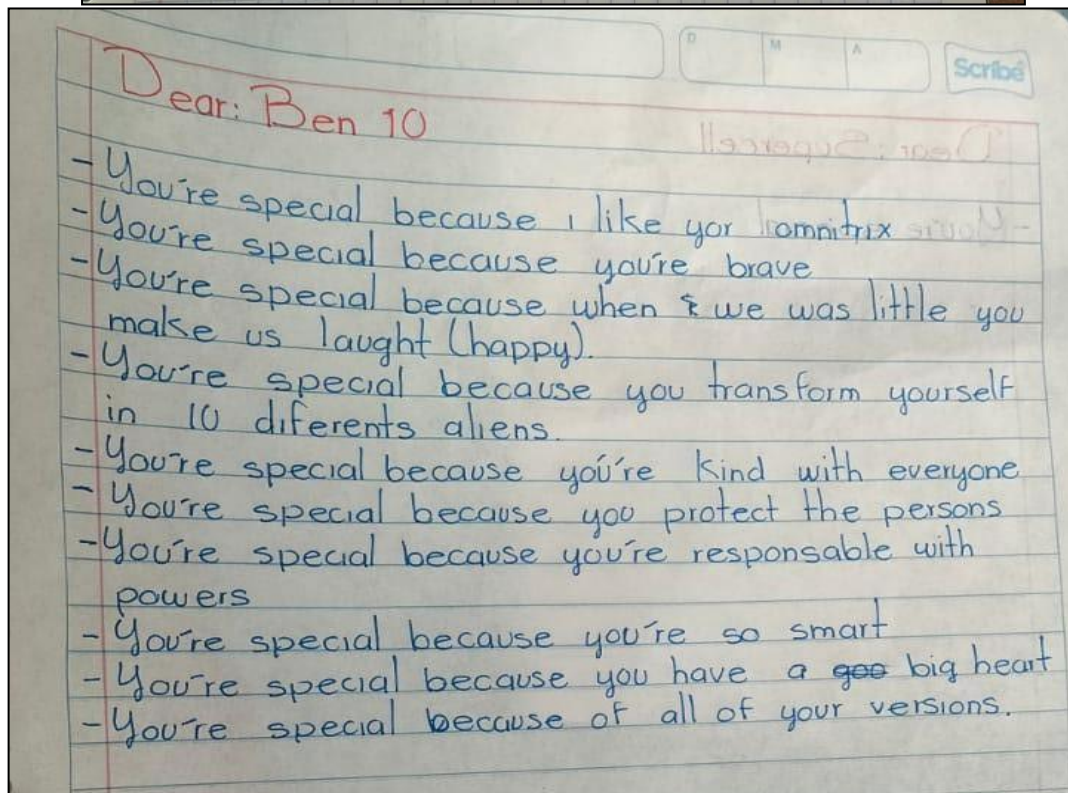 D M A
Scribe
Dear: Ben 10
- You're special because i like yor omnitrix
- You're special because you're brave
- You're special because when we was little you
make us laught (happy).
- You're special because you transform yourself
in 10 diferents aliens.
- You're special because you're kind with everyone
- You're special because you protect the persons
- You're special because you're responsable with
powers
- You're special because you're so smart
- You're special because you have a goo big heart
- You're special because of all of your versions.